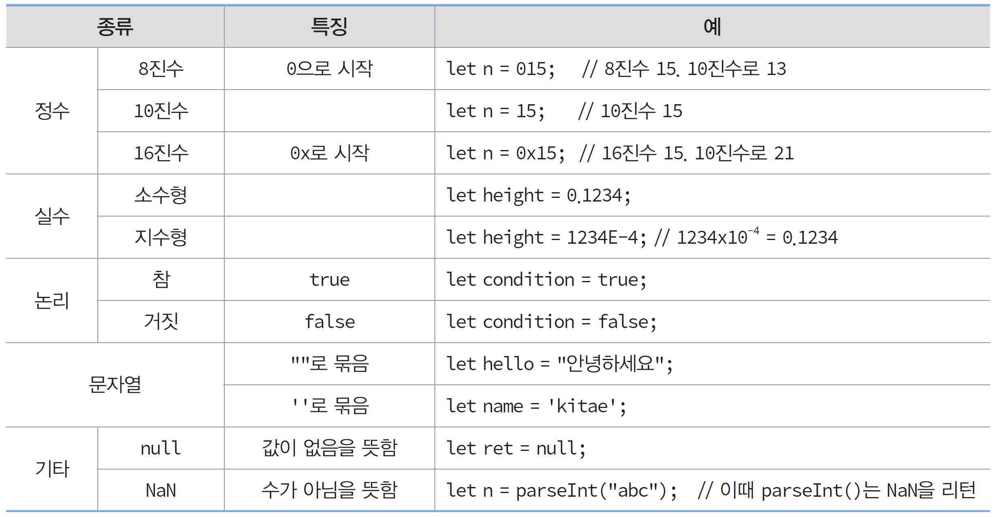 종류 특징 예
정수 8진수 0으로 시작 let n = 015; // 8진수 15. 10진수로 13
10진수 let n = 15; // 10진수 15
16진수 0x로 시작 let n = 0x15; // 16진수 15. 10진수로 21
실수 소수형 let height = 0.1234;
지수형 let height = 1234E-4; // 1234x10⁻⁴ = 0.1234
논리 참 true let condition = true;
거짓 false let condition = false;
문자열 ""로 묶음 let hello = "안녕하세요";
''로 묶음 let name = 'kitae';
기타 null 값이 없음을 뜻함 let ret = null;
NaN 수가 아님을 뜻함 let n = parseInt("abc"); // 이때 parseInt()는 NaN을 리턴